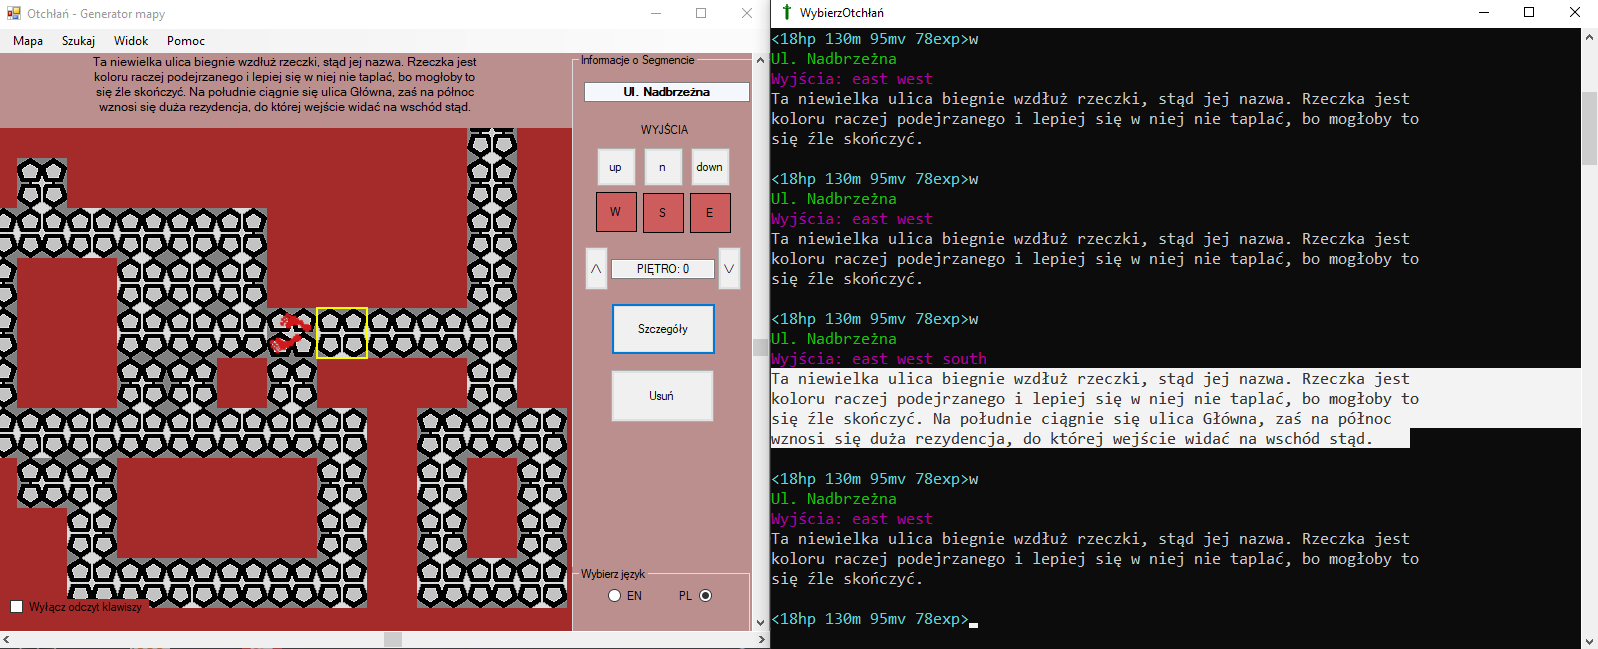 Otchłań - Generator mapy
Mapa Szukaj Widok Pomoc
Ta niewielka ulica biegnie wzdłuż rzeczki, stąd jej nazwa. Rzeczka jest
koloru raczej podejrzanego i lepiej się w niej nie taplać, bo mogłoby to
się źle skończyć. Na południe ciągnie się ulica Główna, zaś na północ
wznosi się duża rezydencja, do której wejście widać na wschód stąd.
Wyłącz odczyt klawiszy
Informacje o Segmencie
Ul. Nadbrzeżna
WYJŚCIA
up n down
W S E
PIĘTRO: 0
Szczegóły
Usuń
Wybierz język
EN PL
WybierzOtchłań
<18hp 130m 95mv 78exp>w
Ul. Nadbrzeżna
Wyjścia: east west
Ta niewielka ulica biegnie wzdłuż rzeczki, stąd jej nazwa. Rzeczka jest
koloru raczej podejrzanego i lepiej się w niej nie taplać, bo mogłoby to
się źle skończyć.
<18hp 130m 95mv 78exp>w
Ul. Nadbrzeżna
Wyjścia: east west
Ta niewielka ulica biegnie wzdłuż rzeczki, stąd jej nazwa. Rzeczka jest
koloru raczej podejrzanego i lepiej się w niej nie taplać, bo mogłoby to
się źle skończyć.
<18hp 130m 95mv 78exp>w
Ul. Nadbrzeżna
Wyjścia: east west south
Ta niewielka ulica biegnie wzdłuż rzeczki, stąd jej nazwa. Rzeczka jest
koloru raczej podejrzanego i lepiej się w niej nie taplać, bo mogłoby to
się źle skończyć. Na południe ciągnie się ulica Główna, zaś na północ
wznosi się duża rezydencja, do której wejście widać na wschód stąd.
<18hp 130m 95mv 78exp>w
Ul. Nadbrzeżna
Wyjścia: east west
Ta niewielka ulica biegnie wzdłuż rzeczki, stąd jej nazwa. Rzeczka jest
koloru raczej podejrzanego i lepiej się w niej nie taplać, bo mogłoby to
się źle skończyć.
<18hp 130m 95mv 78exp>